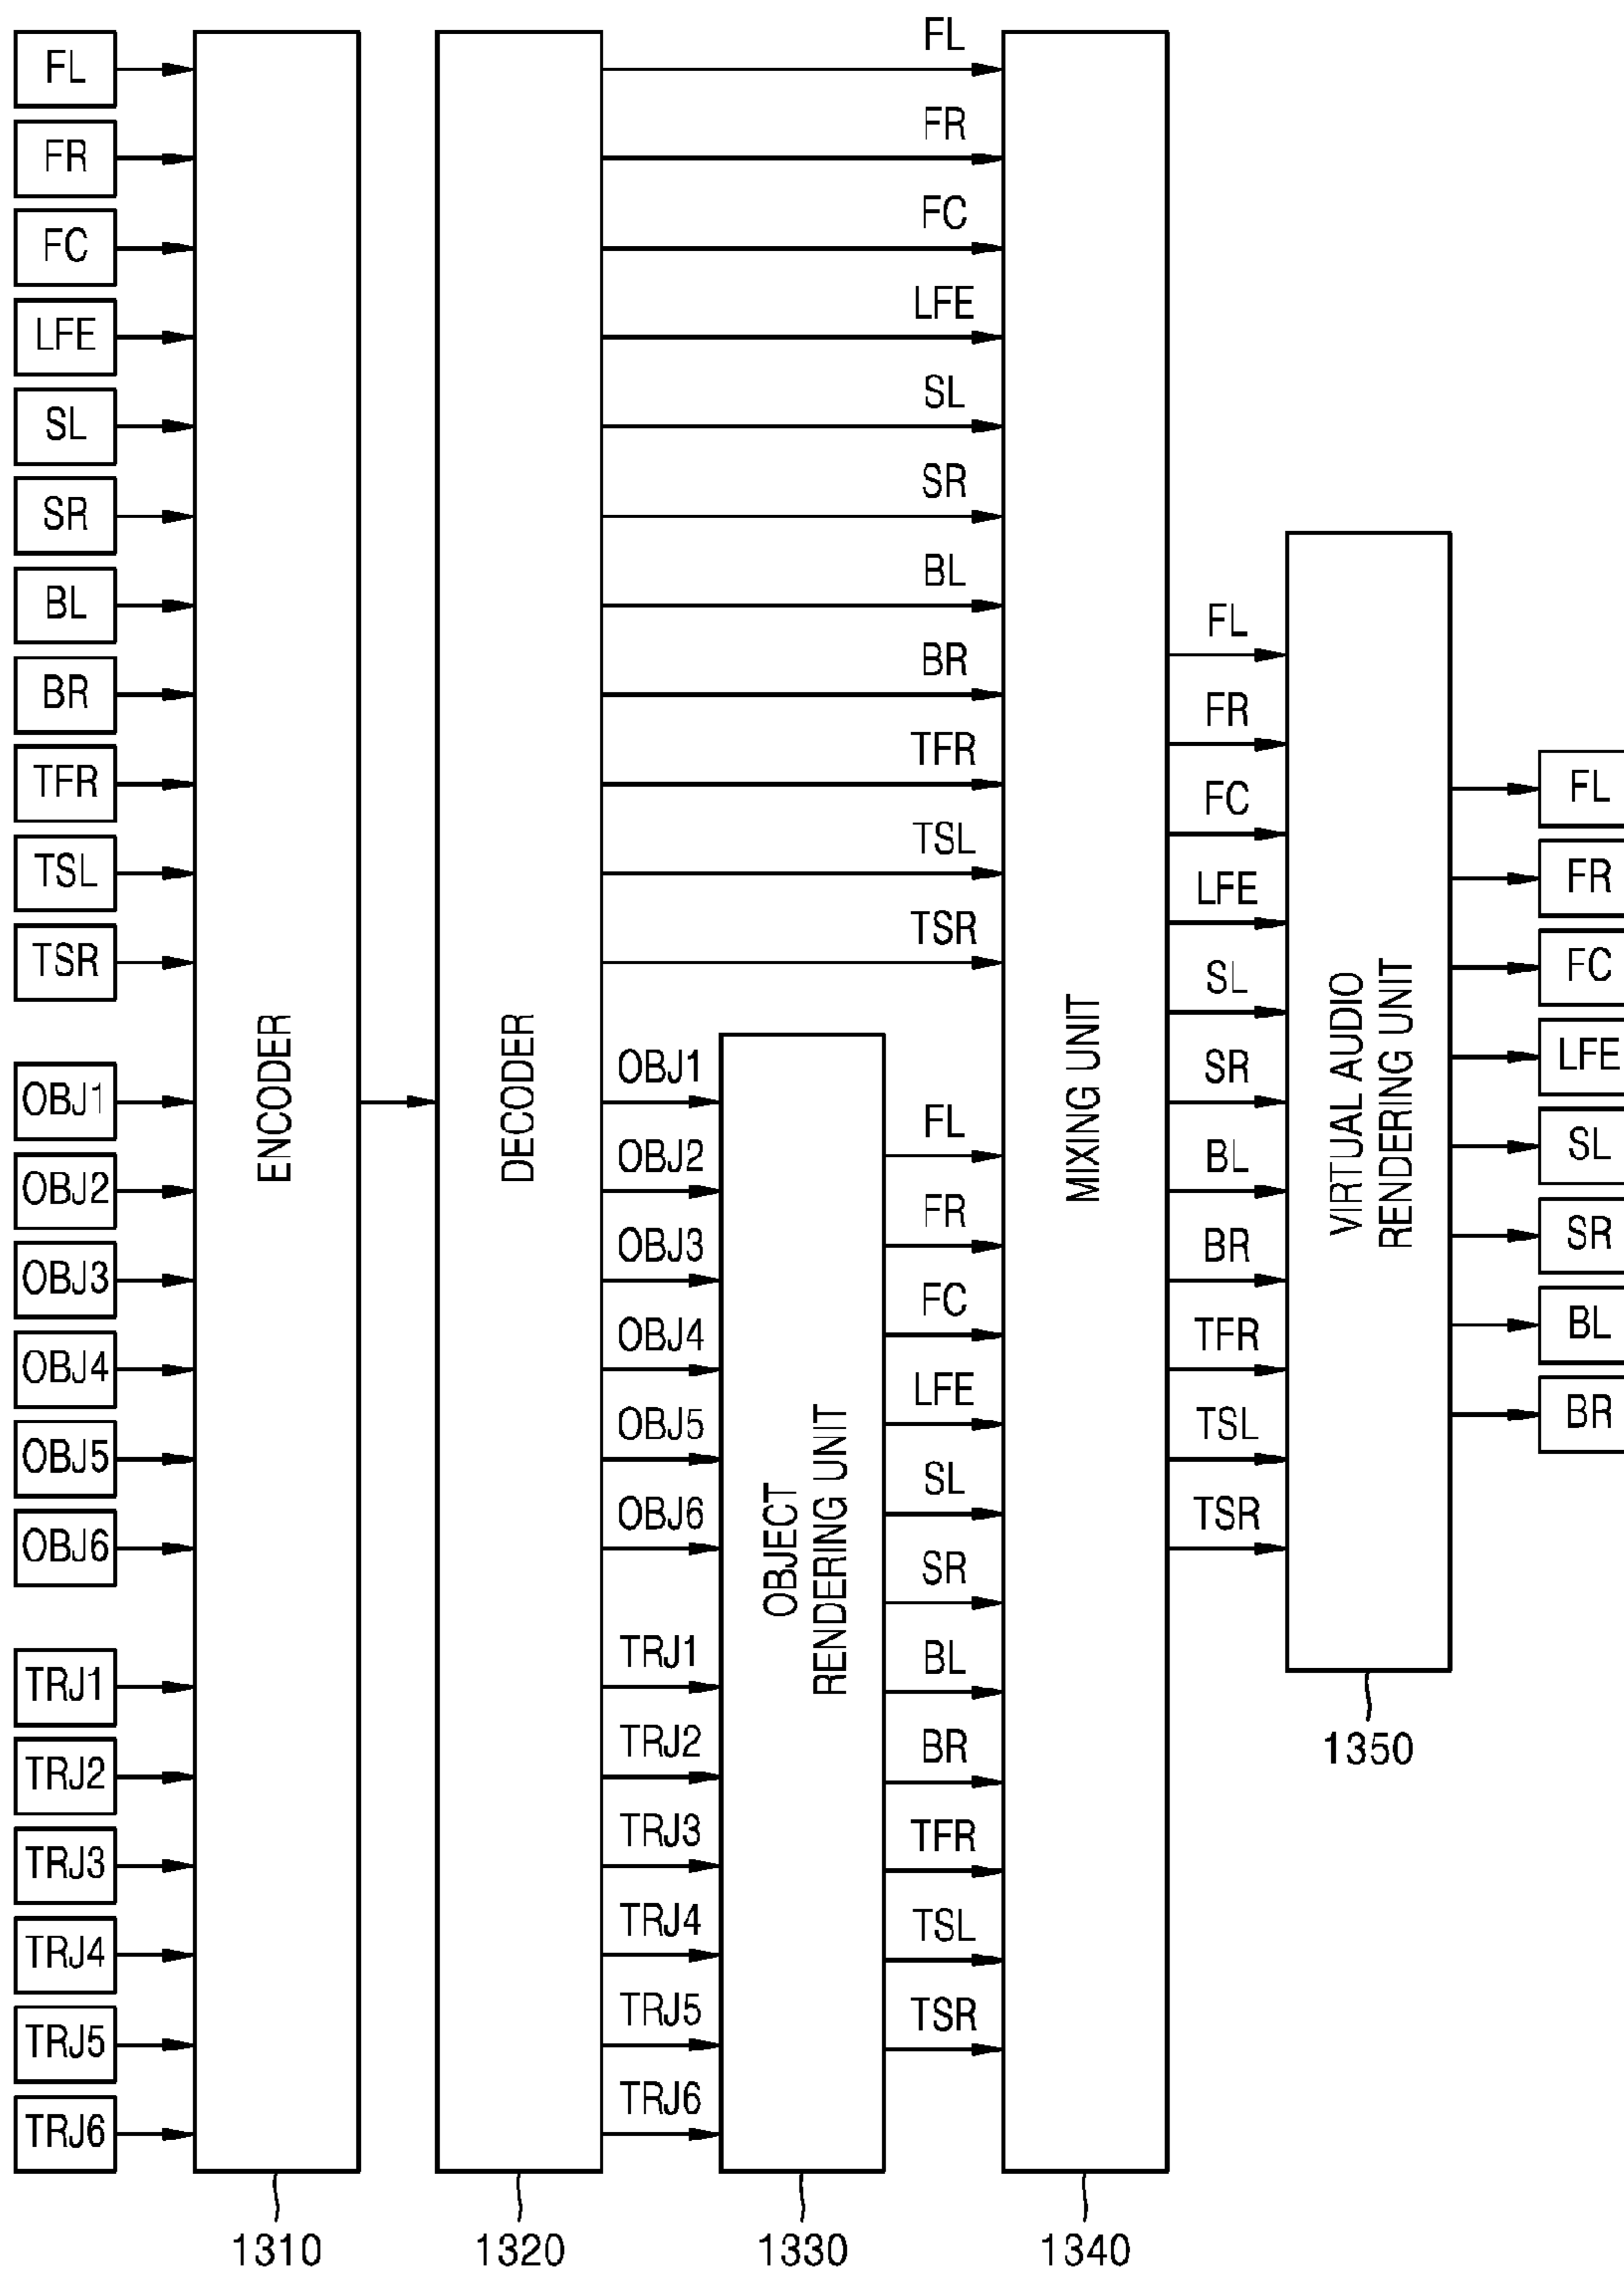 FL
FR
FC
LFE
SL
SR
BL
BR
TFR
TSL
TSR
OBJ1
OBJ2
OBJ3
OBJ4
OBJ5
OBJ6
TRJ1
TRJ2
TRJ3
TRJ4
TRJ5
TRJ6
ENCODER
1310
DECODER
1320
FL
FR
FC
LFE
SL
SR
BL
BR
TFR
TSL
TSR
OBJ1
OBJ2
OBJ3
OBJ4
OBJ5
OBJ6
TRJ1
TRJ2
TRJ3
TRJ4
TRJ5
TRJ6
OBJECT
RENDERING UNIT
1330
FL
FR
FC
LFE
SL
SR
BL
BR
TFR
TSL
TSR
MIXING UNIT
1340
FL
FR
FC
LFE
SL
SR
BL
BR
TFR
TSL
TSR
VIRTUAL AUDIO
RENDERING UNIT
1350
FL
FR
FC
LFE
SL
SR
BL
BR